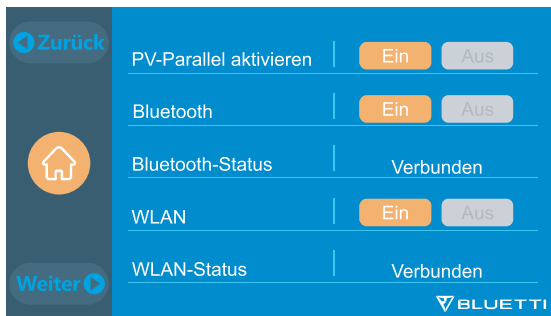 Zurück
PV-Parallel aktivieren Ein Aus
Bluetooth Ein Aus
Bluetooth-Status Verbunden
WLAN Ein Aus
WLAN-Status Verbunden
Weiter
BLUETTI